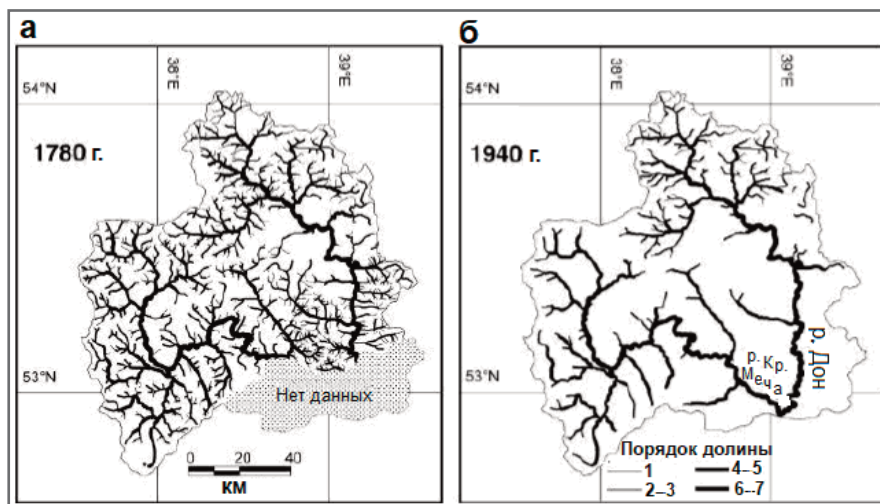 а
38°E
39°E
54°N
1780 г.
53°N
Нет данных
0 20 40
км
б
38°E
39°E
54°N
1940 г.
р. Дон
р. Кр.
Меча
53°N
Порядок долины
1 4–5
2–3 6–7